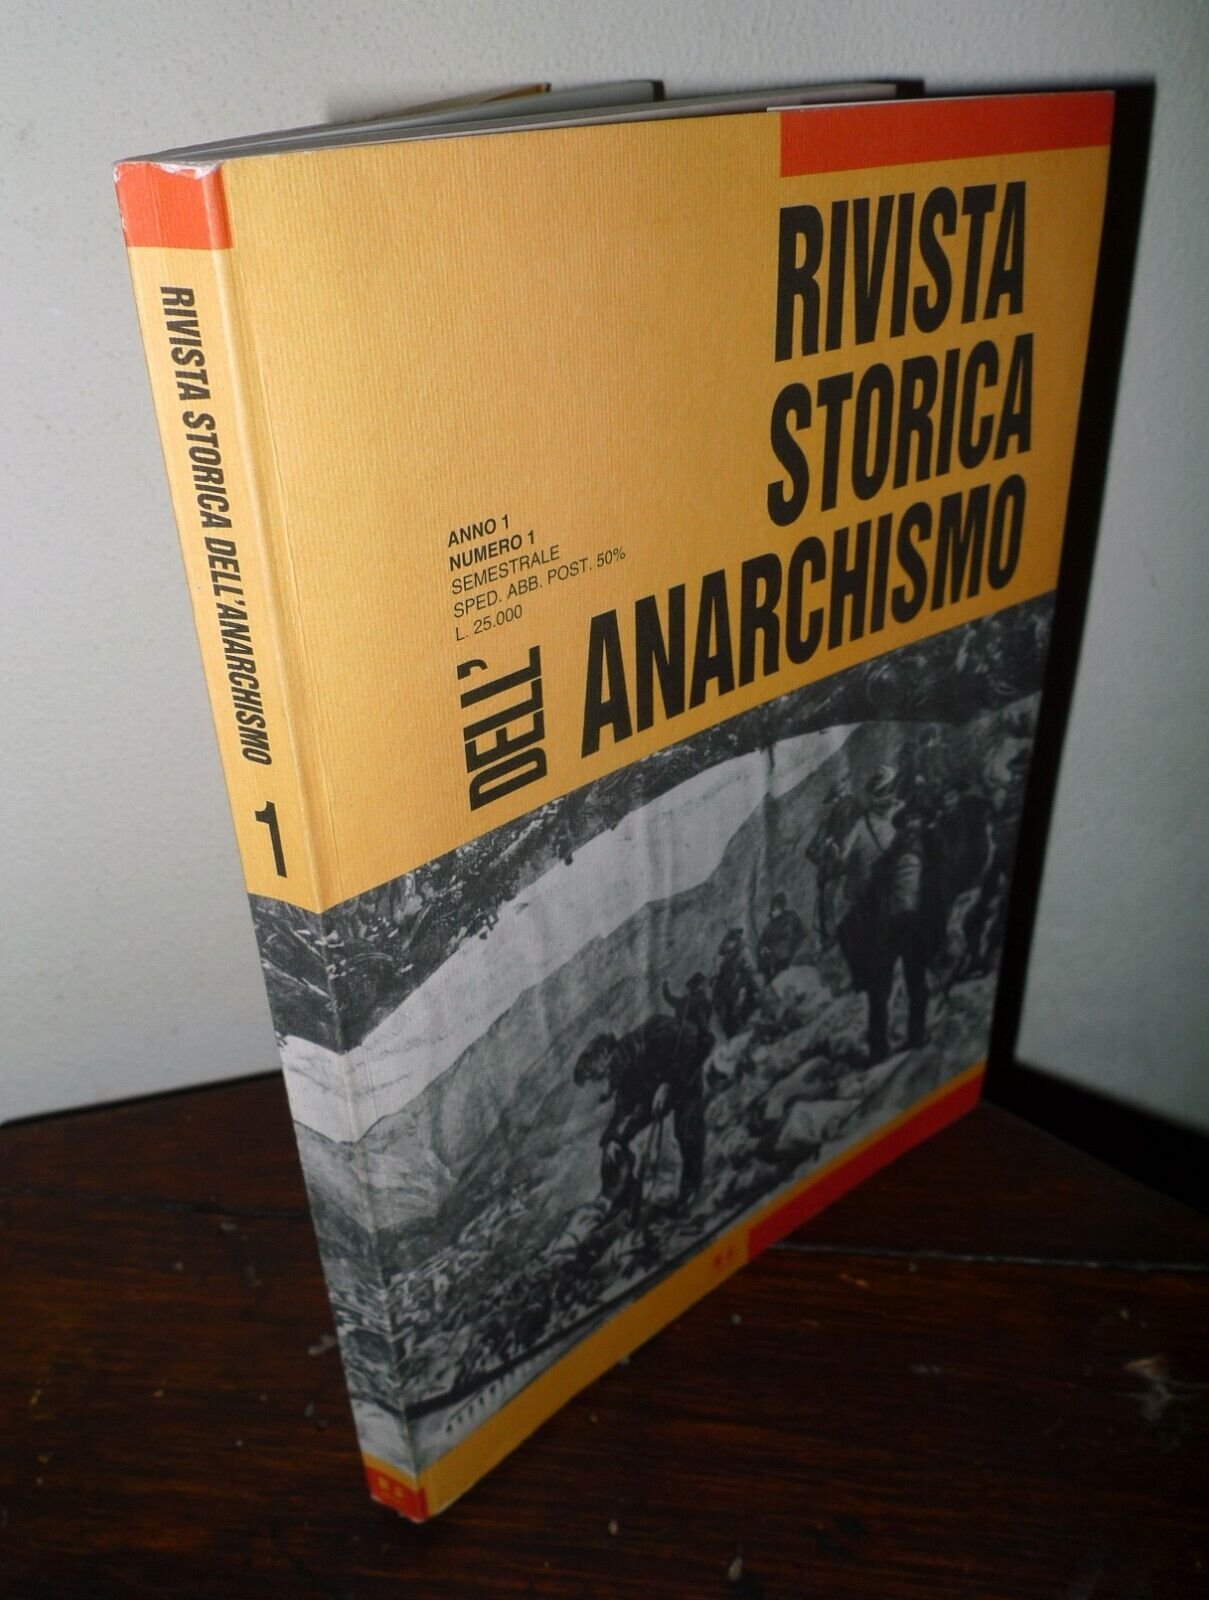 RIVISTA
STORICA
DELL'
ANARCHISMO
ANNO 1
NUMERO 1
SEMESTRALE
SPED. ABB. POST. 50%
L. 25.000
RIVISTA STORICA DELL'ANARCHISMO 1